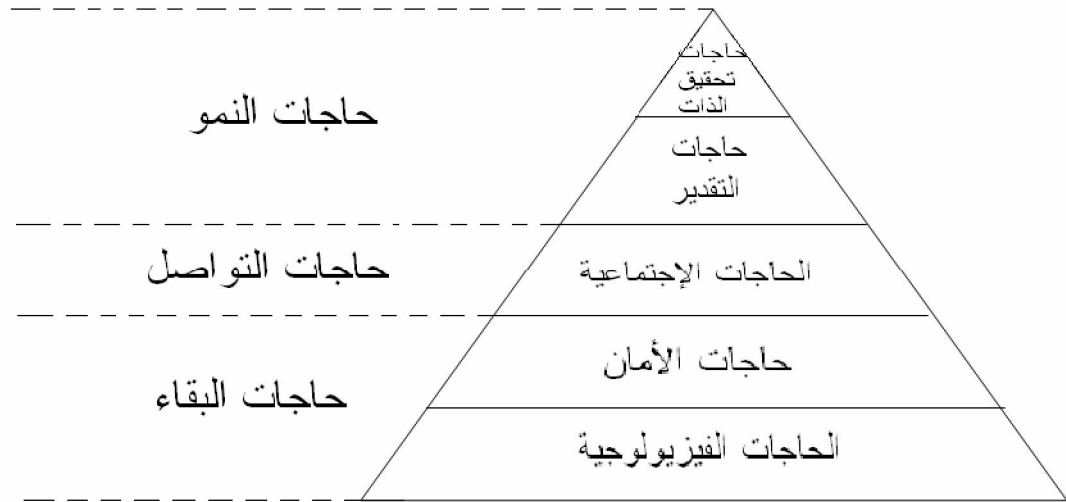 حاجات
تحقيق
الذات
حاجات النمو
حاجات
التقدير
الحاجات الإجتماعية
حاجات التواصل
حاجات الأمان
حاجات البقاء
الحاجات الفيزيولوجية